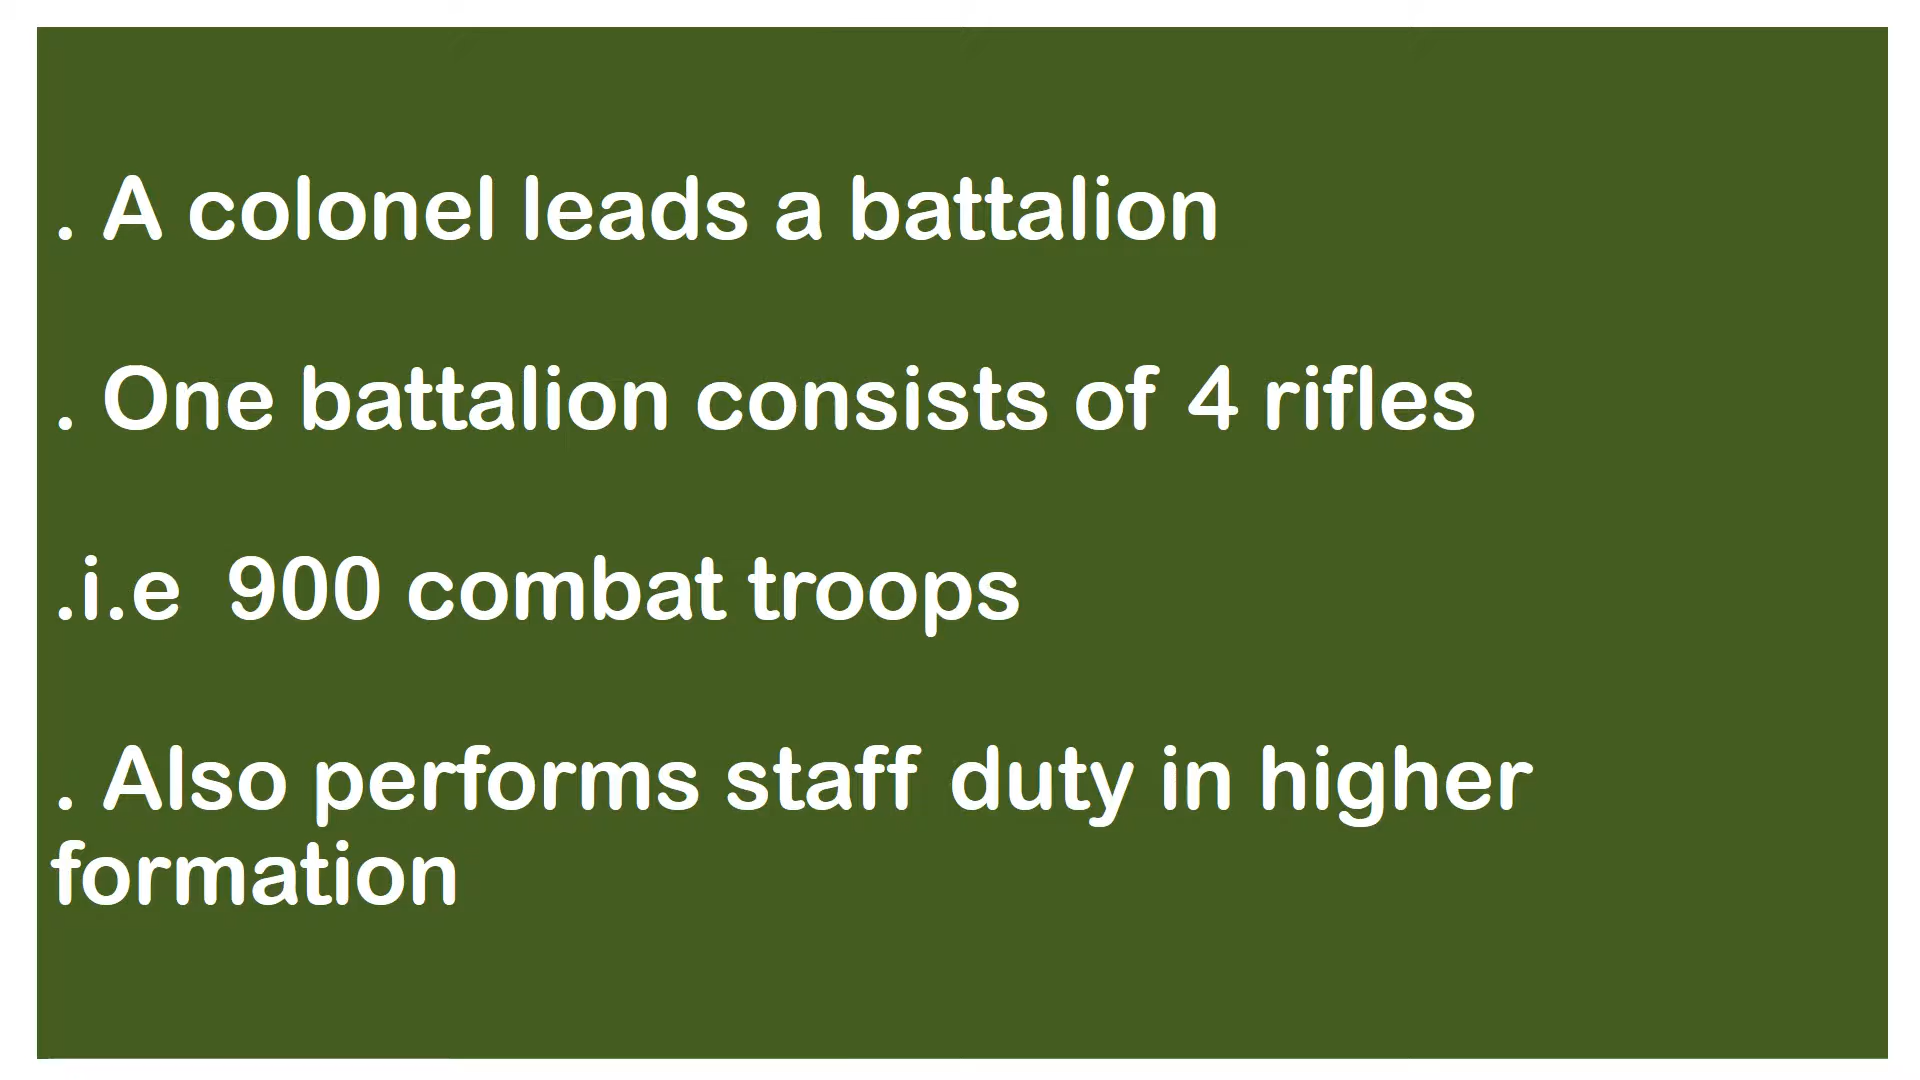 . A colonel leads a battalion
. One battalion consists of 4 rifles
.i.e 900 combat troops
. Also performs staff duty in higher
formation